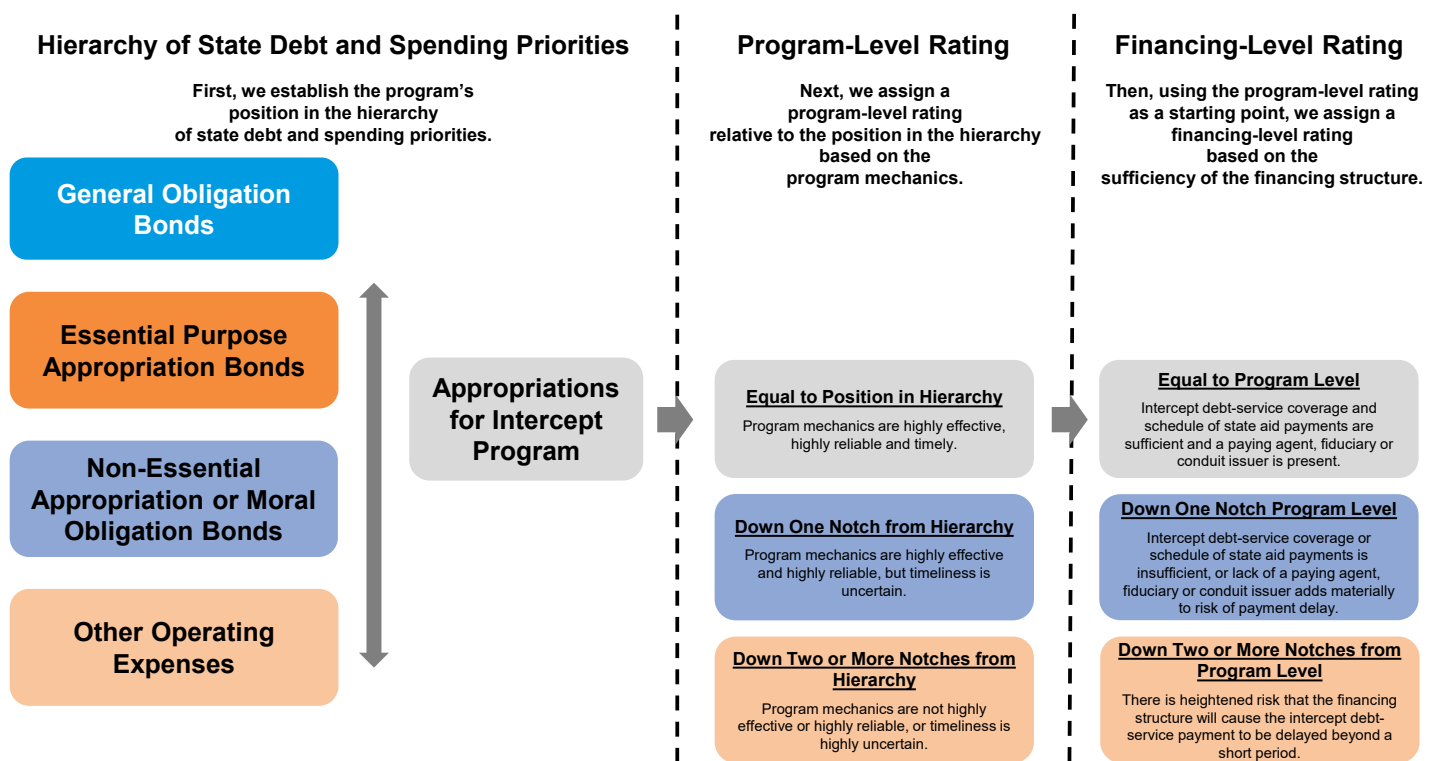 Hierarchy of State Debt and Spending Priorities
First, we establish the program's
position in the hierarchy
of state debt and spending priorities.
General Obligation
Bonds
Essential Purpose
Appropriation Bonds
Non-Essential
Appropriation or Moral
Obligation Bonds
Other Operating
Expenses
Appropriations
for Intercept
Program
Program-Level Rating
Next, we assign a
program-level rating
relative to the position in the hierarchy
based on the
program mechanics.
Equal to Position in Hierarchy
Program mechanics are highly effective,
highly reliable and timely.
Down One Notch from Hierarchy
Program mechanics are highly effective
and highly reliable, but timeliness is
uncertain.
Down Two or More Notches from
Hierarchy
Program mechanics are not highly
effective or highly reliable, or timeliness is
highly uncertain.
Financing-Level Rating
Then, using the program-level rating
as a starting point, we assign a
financing-level rating
based on the
sufficiency of the financing structure.
Equal to Program Level
Intercept debt-service coverage and
schedule of state aid payments are
sufficient and a paying agent, fiduciary or
conduit issuer is present.
Down One Notch Program Level
Intercept debt-service coverage or
schedule of state aid payments is
insufficient, or lack of a paying agent,
fiduciary or conduit issuer adds materially
to risk of payment delay.
Down Two or More Notches from
Program Level
There is heightened risk that the financing
structure will cause the intercept debt-
service payment to be delayed beyond a
short period.